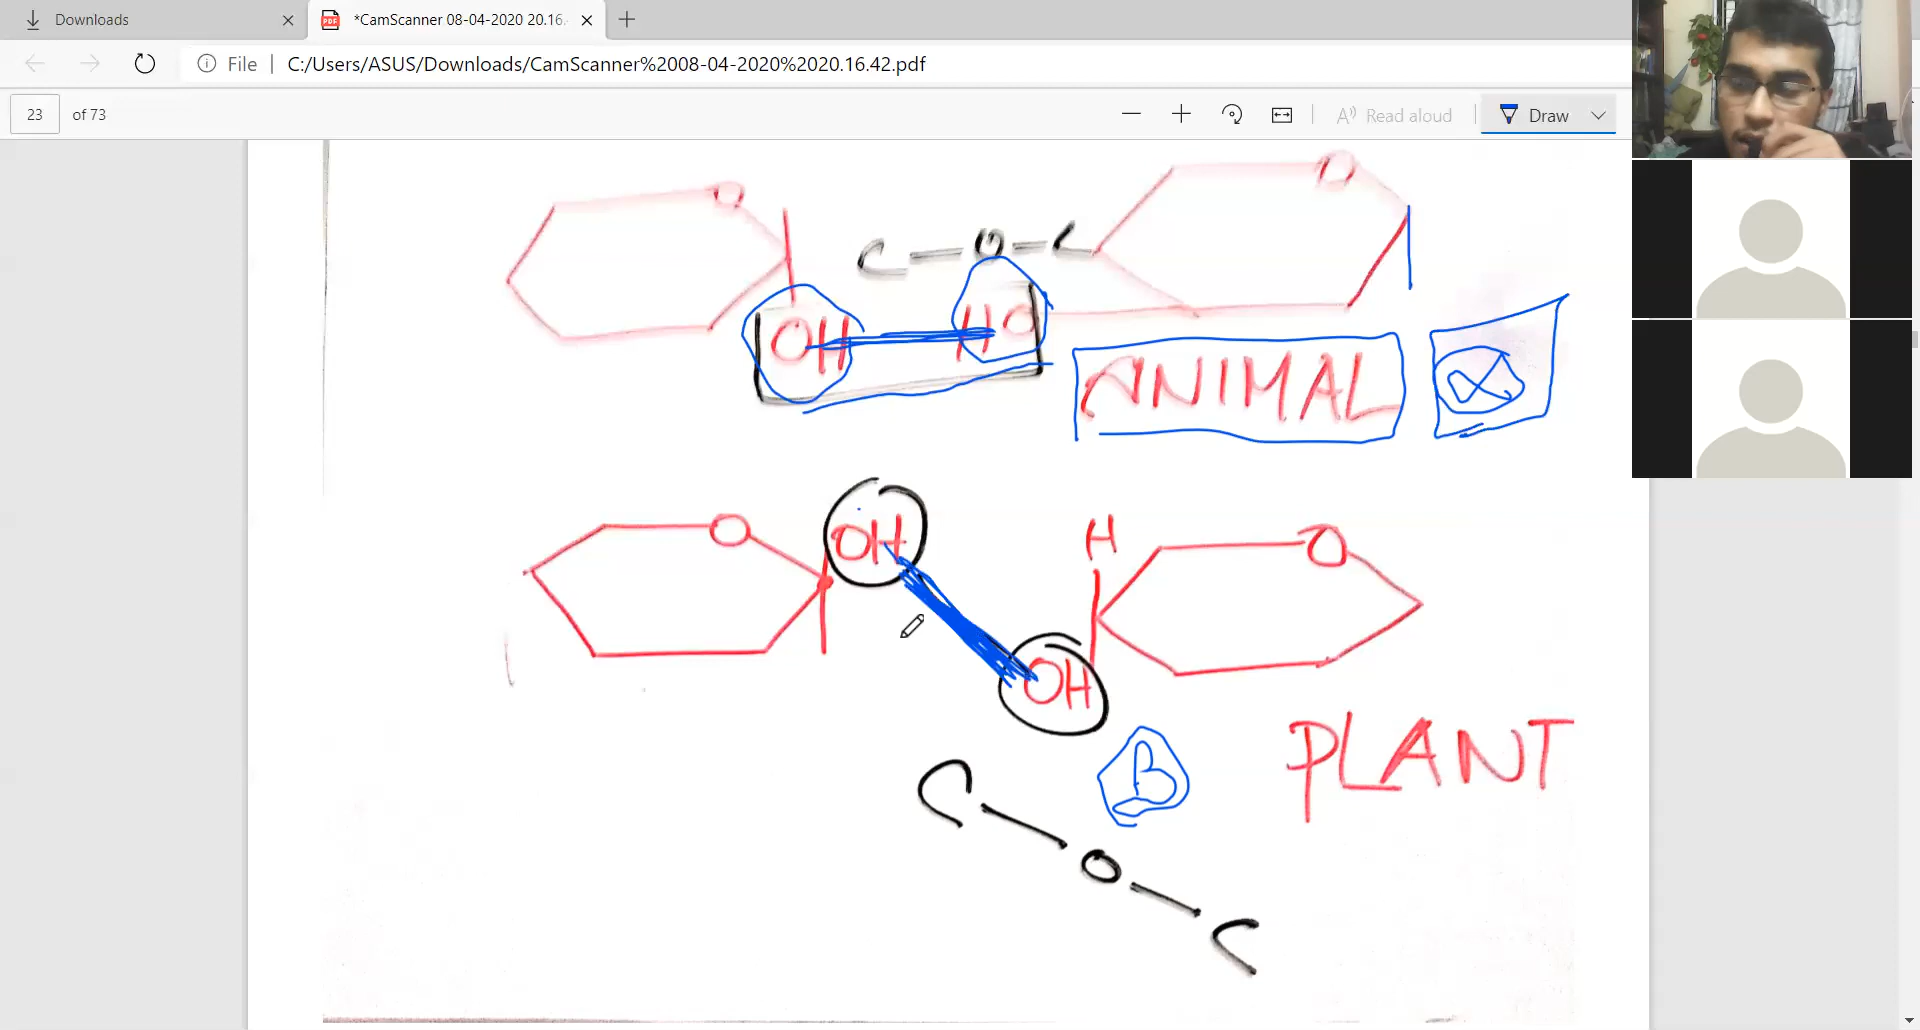 Downloads
*CamScanner 08-04-2020 20.16.
File
C:/Users/ASUS/Downloads/CamScanner%2008-04-2020%2020.16.42.pdf
23 of 73
Read aloud
Draw
O O
C—O—C
OH HO
ANIMAL α
O OH H O
OH
PLANT
β
C—O—C